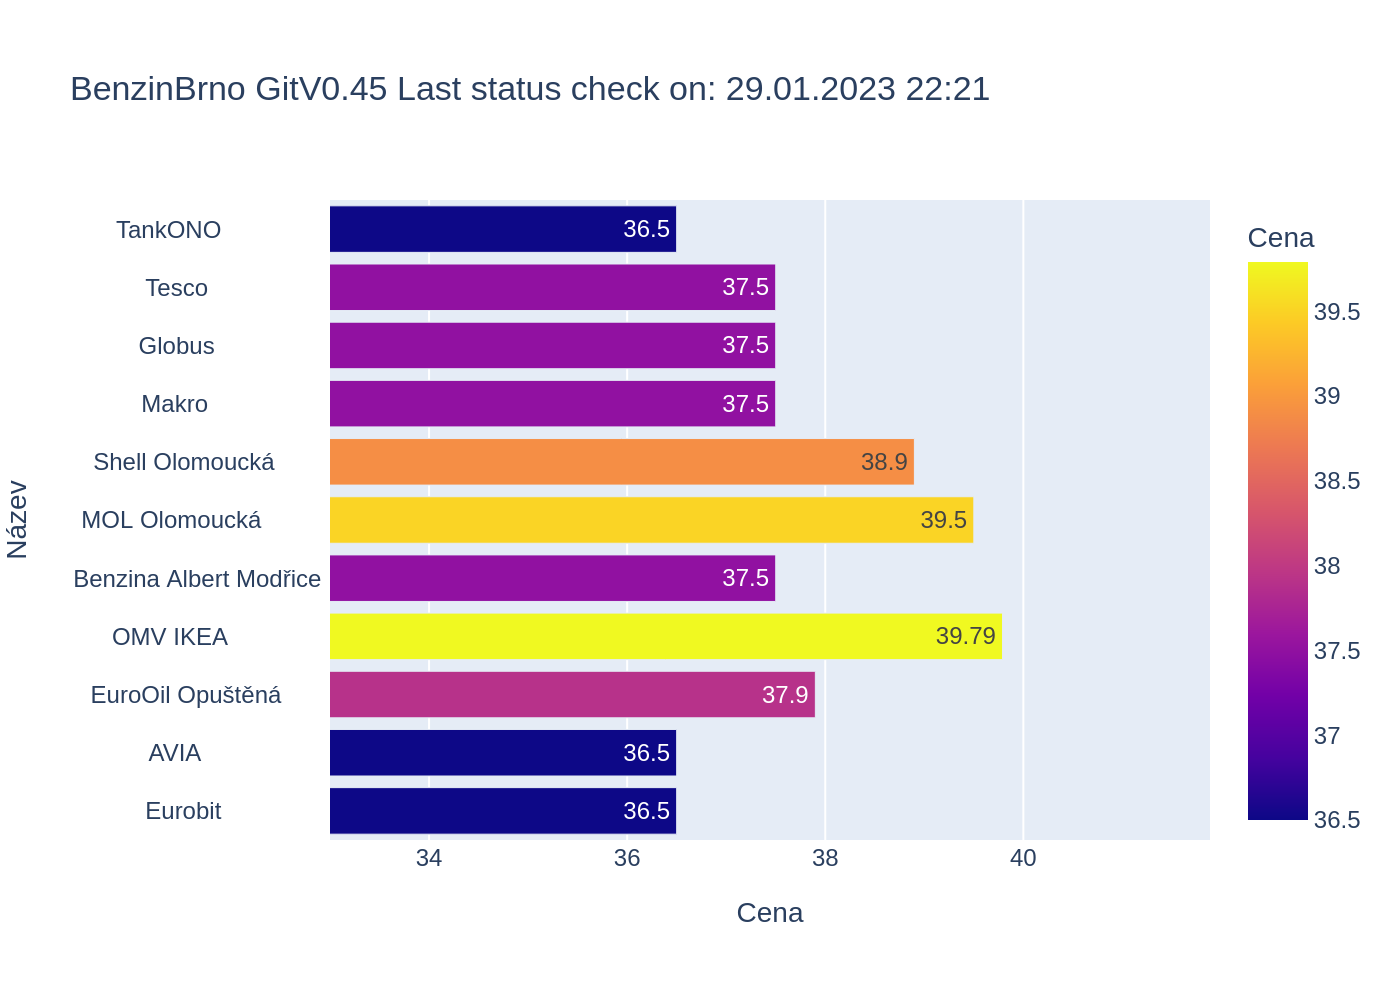 BenzinBrno GitV0.45 Last status check on: 29.01.2023 22:21
Název
TankONO 36.5
Tesco 37.5
Globus 37.5
Makro 37.5
Shell Olomoucká 38.9
MOL Olomoucká 39.5
Benzina Albert Modřice 37.5
OMV IKEA 39.79
EuroOil Opuštěná 37.9
AVIA 36.5
Eurobit 36.5
34 36 38 40
Cena
Cena
39.5
39
38.5
38
37.5
37
36.5